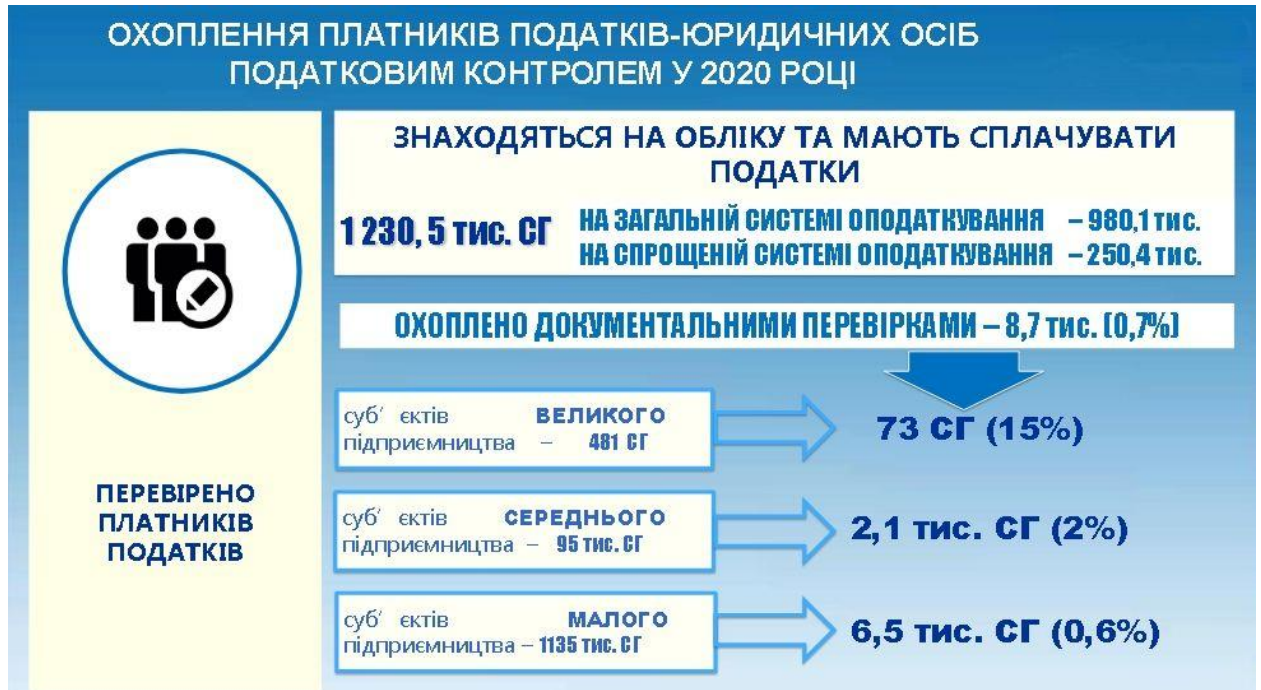 ОХОПЛЕННЯ ПЛАТНИКІВ ПОДАТКІВ-ЮРИДИЧНИХ ОСІБ
ПОДАТКОВИМ КОНТРОЛЕМ У 2020 РОЦІ
ЗНАХОДЯТЬСЯ НА ОБЛІКУ ТА МАЮТЬ СПЛАЧУВАТИ
ПОДАТКИ
1 230, 5 тис. СГ
НА ЗАГАЛЬНІЙ СИСТЕМІ ОПОДАТКУВАННЯ – 980,1 тис.
НА СПРОЩЕНІЙ СИСТЕМІ ОПОДАТКУВАННЯ – 250,4 тис.
ОХОПЛЕНО ДОКУМЕНТАЛЬНИМИ ПЕРЕВІРКАМИ – 8,7 тис. (0,7%)
ПЕРЕВІРЕНО
ПЛАТНИКІВ
ПОДАТКІВ
суб’ єктів ВЕЛИКОГО
підприємництва – 481 СГ
73 СГ (15%)
суб’ єктів СЕРЕДНЬОГО
підприємництва – 95 тис. СГ
2,1 тис. СГ (2%)
суб’ єктів МАЛОГО
підприємництва – 1135 тис. СГ
6,5 тис. СГ (0,6%)